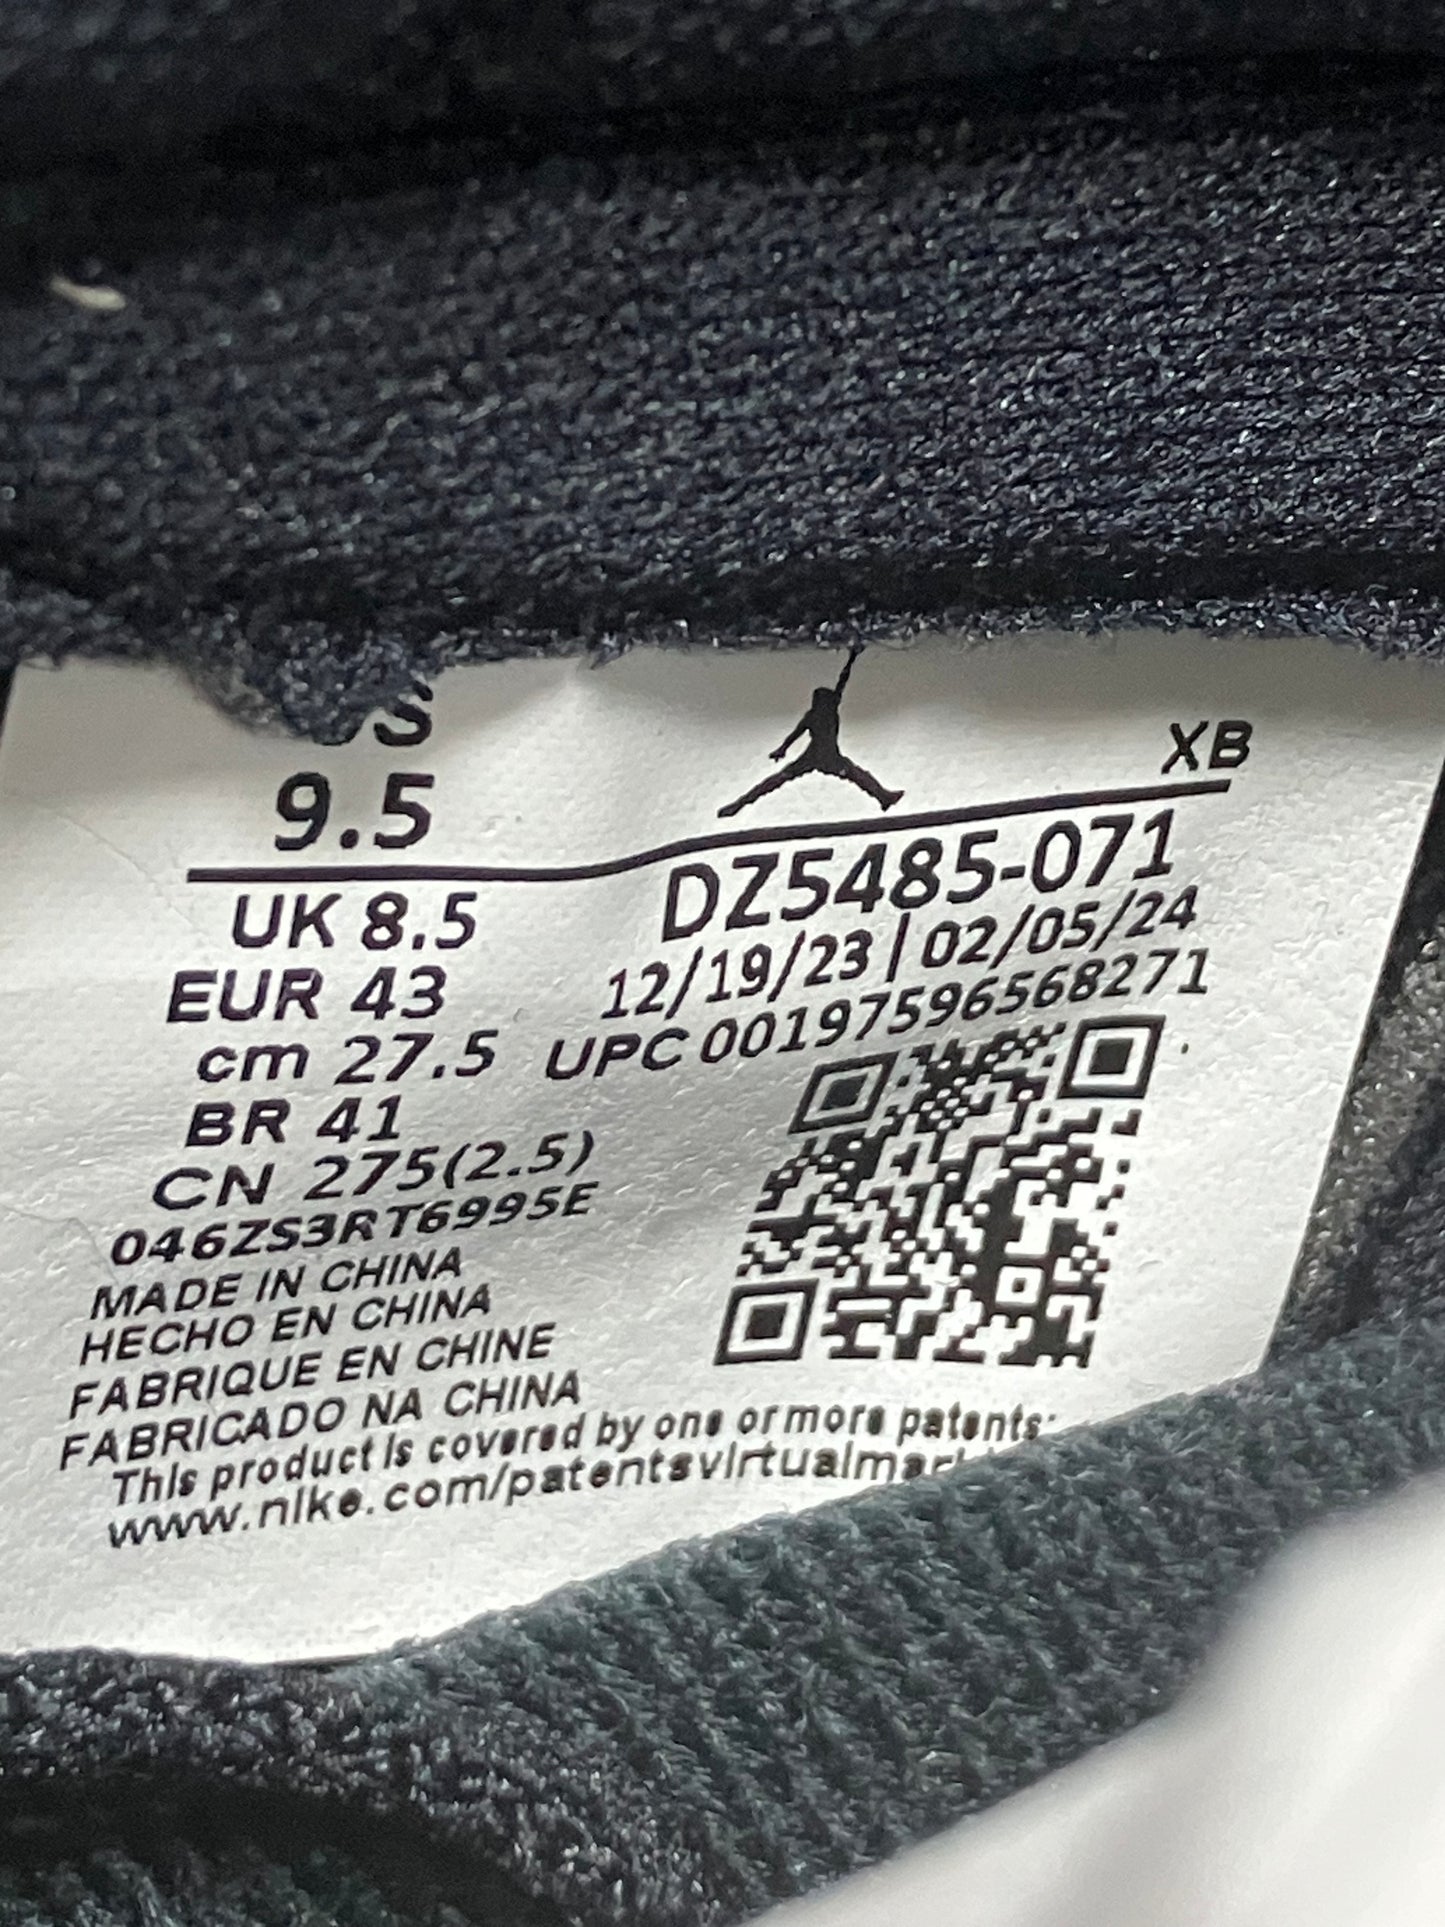 US
9.5
XB
UK 8.5
EUR 43
cm 27.5
BR 41
CN 275(2.5)
046ZS3RT6995E
MADE IN CHINA
HECHO EN CHINA
FABRIQUE EN CHINE
FABRICADO NA CHINA
DZ5485-071
12/19/23 | 02/05/24
UPC 00197596568271
This product is covered by one or more patents:
www.nike.com/patentsvirtualmar